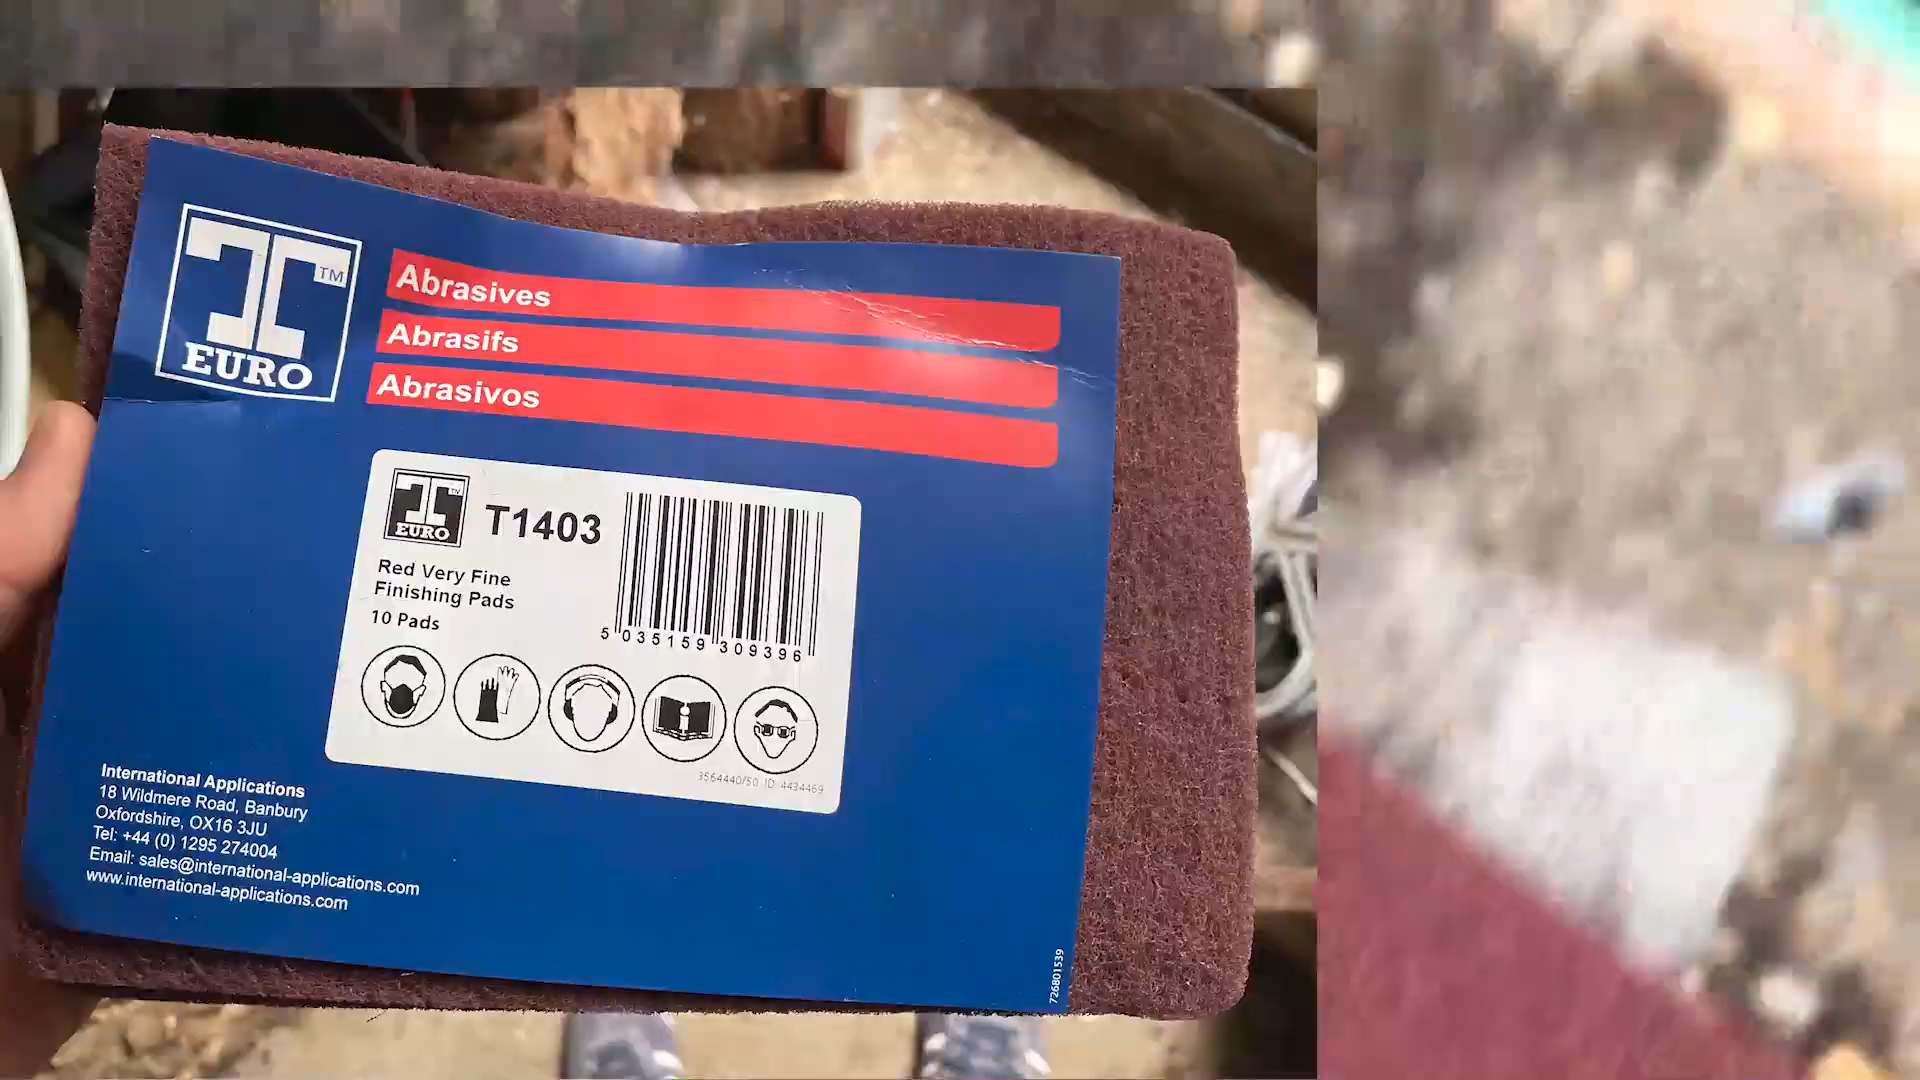 TM
EURO
Abrasives
Abrasifs
Abrasivos
TM
EURO
T1403
Red Very Fine
Finishing Pads
10 Pads
5 035159 309396
3564440/50 ID: 4434469
International Applications
18 Wildmere Road, Banbury
Oxfordshire, OX16 3JU
Tel: +44 (0) 1295 274004
Email: sales@international-applications.com
www.international-applications.com
726801539